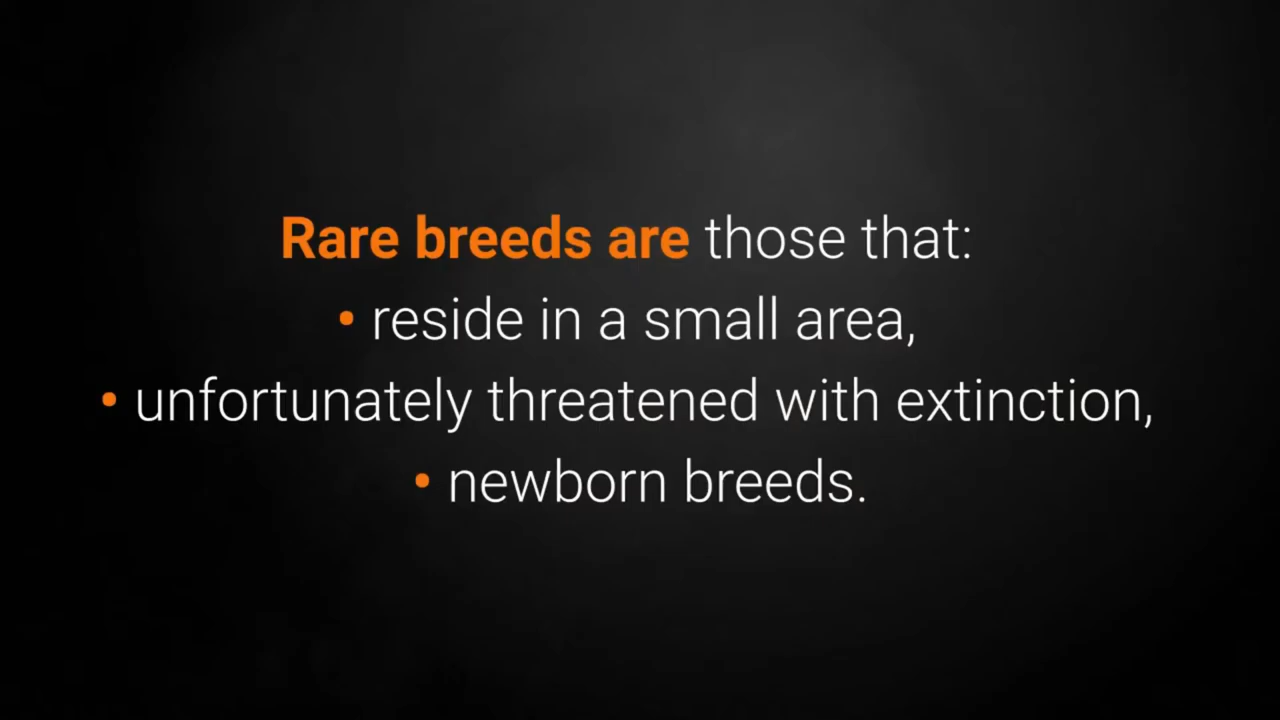 Rare breeds are those that:
• reside in a small area,
• unfortunately threatened with extinction,
• newborn breeds.